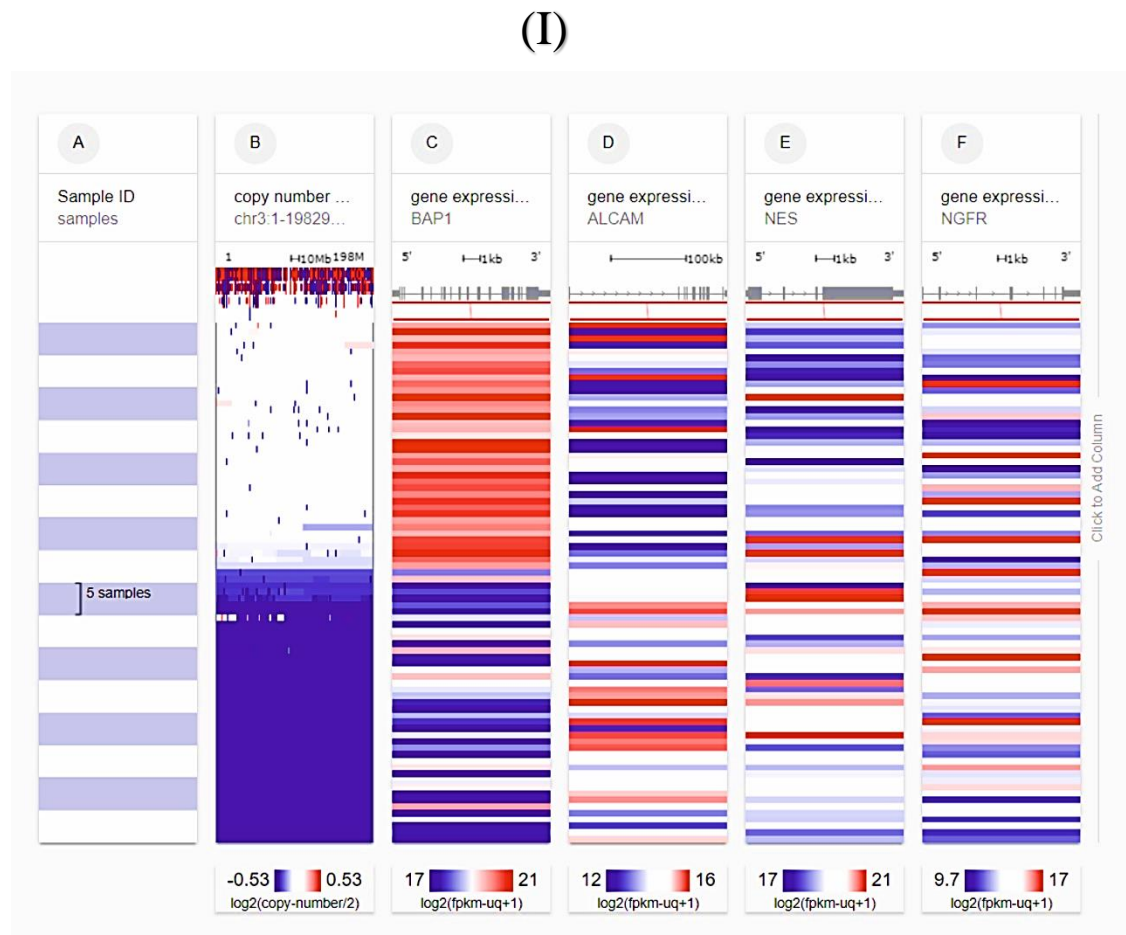 (I)
A
B
C
D
E
F
Sample ID
samples
copy number ...
chr3:1-19829...
gene expressi...
BAP1
gene expressi...
ALCAM
gene expressi...
NES
gene expressi...
NGFR
1 10Mb 198M
5' 1kb 3'
100kb
5' 1kb 3'
5' 1kb 3'
5 samples
Click to Add Column
-0.53 0.53
log2(copy-number/2)
17 21
log2(fpkm-uq+1)
12 16
log2(fpkm-uq+1)
17 21
log2(fpkm-uq+1)
9.7 17
log2(fpkm-uq+1)